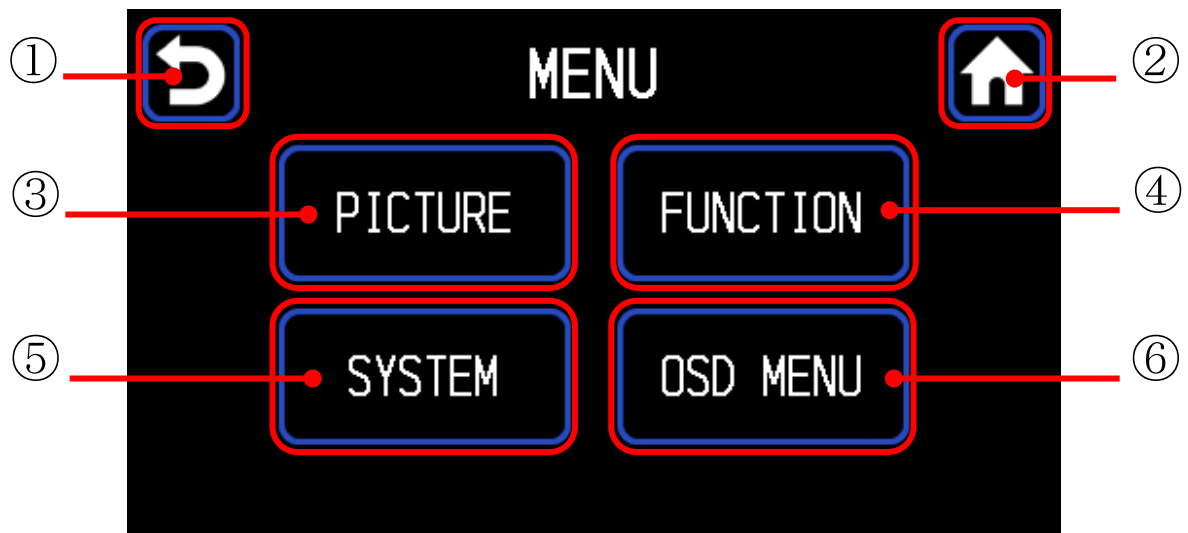 ① MENU ②
③ PICTURE FUNCTION ④
⑤ SYSTEM OSD MENU ⑥